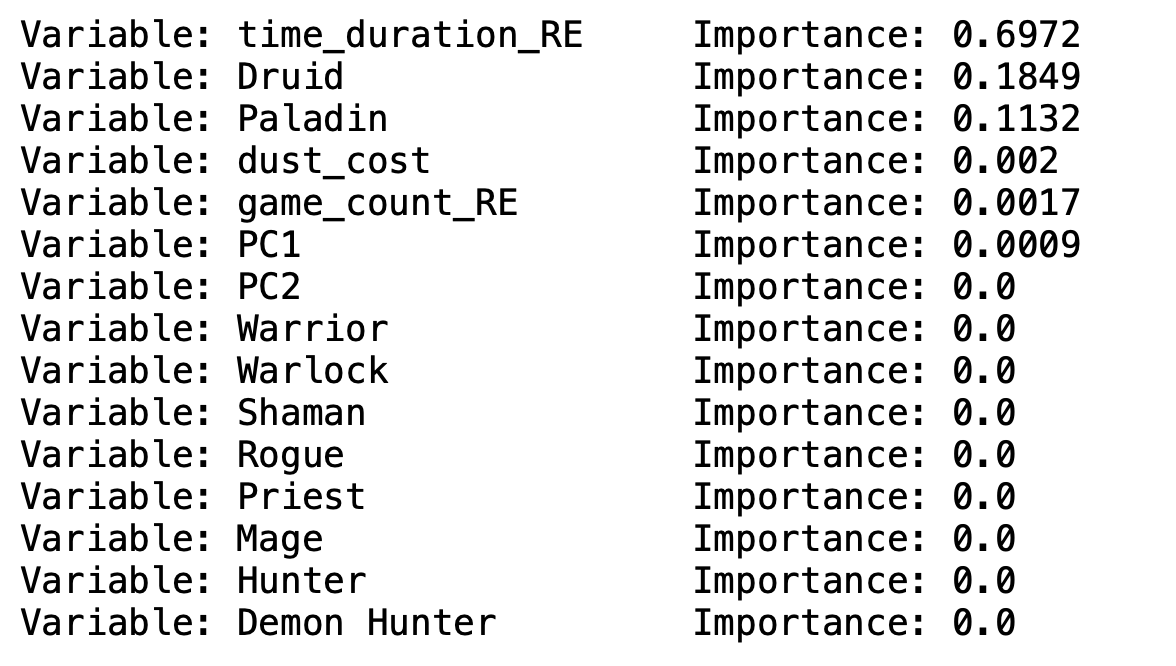 Variable: time_duration_RE     Importance: 0.6972
Variable: Druid                Importance: 0.1849
Variable: Paladin              Importance: 0.1132
Variable: dust_cost            Importance: 0.002
Variable: game_count_RE        Importance: 0.0017
Variable: PC1                  Importance: 0.0009
Variable: PC2                  Importance: 0.0
Variable: Warrior              Importance: 0.0
Variable: Warlock              Importance: 0.0
Variable: Shaman               Importance: 0.0
Variable: Rogue                Importance: 0.0
Variable: Priest               Importance: 0.0
Variable: Mage                 Importance: 0.0
Variable: Hunter               Importance: 0.0
Variable: Demon Hunter         Importance: 0.0